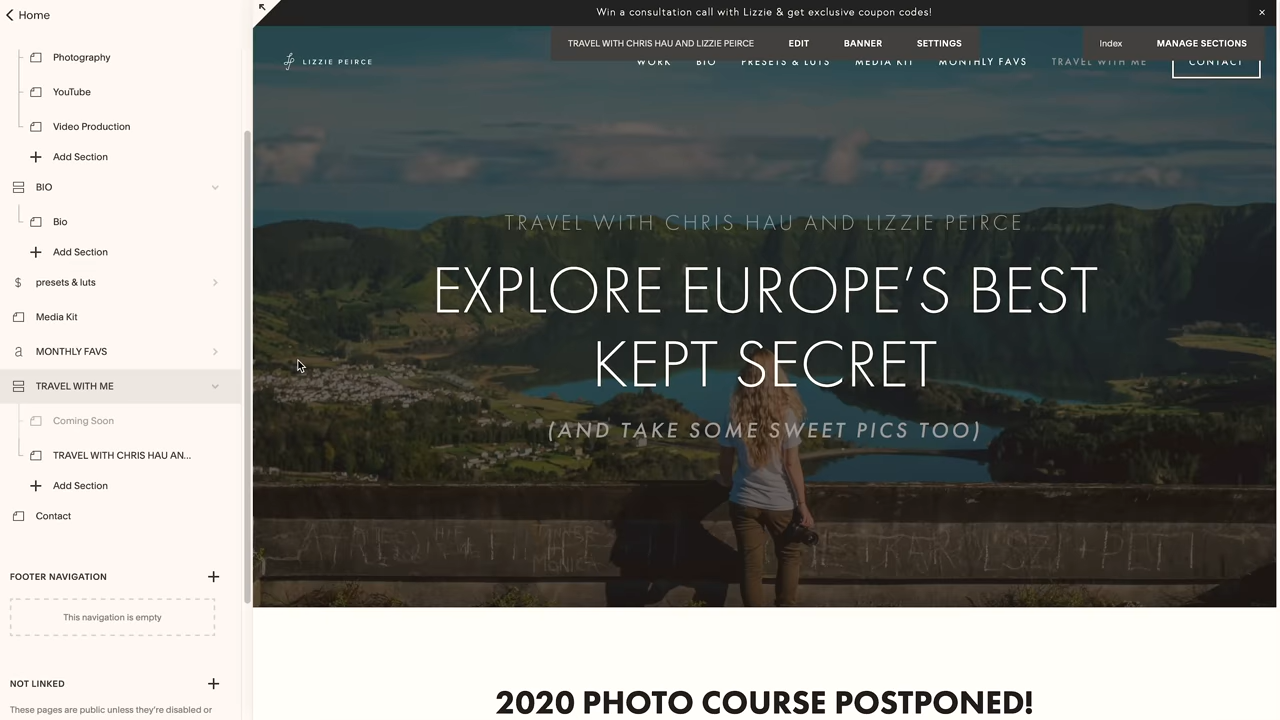 Home
Photography
YouTube
Video Production
Add Section
BIO
Bio
Add Section
$ presets & luts
Media Kit
a MONTHLY FAVS
TRAVEL WITH ME
Coming Soon
TRAVEL WITH CHRIS HAU AN...
Add Section
Contact
FOOTER NAVIGATION
This navigation is empty
NOT LINKED
These pages are public unless they're disabled or
Win a consultation call with Lizzie & get exclusive coupon codes!
TRAVEL WITH CHRIS HAU AND LIZZIE PEIRCE EDIT BANNER SETTINGS
Index MANAGE SECTIONS
LIZZIE PEIRCE
WORK BIO PRESETS & LUTS MEDIA KIT MONTHLY FAVS TRAVEL WITH ME CONTACT
TRAVEL WITH CHRIS HAU AND LIZZIE PEIRCE
EXPLORE EUROPE'S BEST
KEPT SECRET
(AND TAKE SOME SWEET PICS TOO)
2020 PHOTO COURSE POSTPONED!